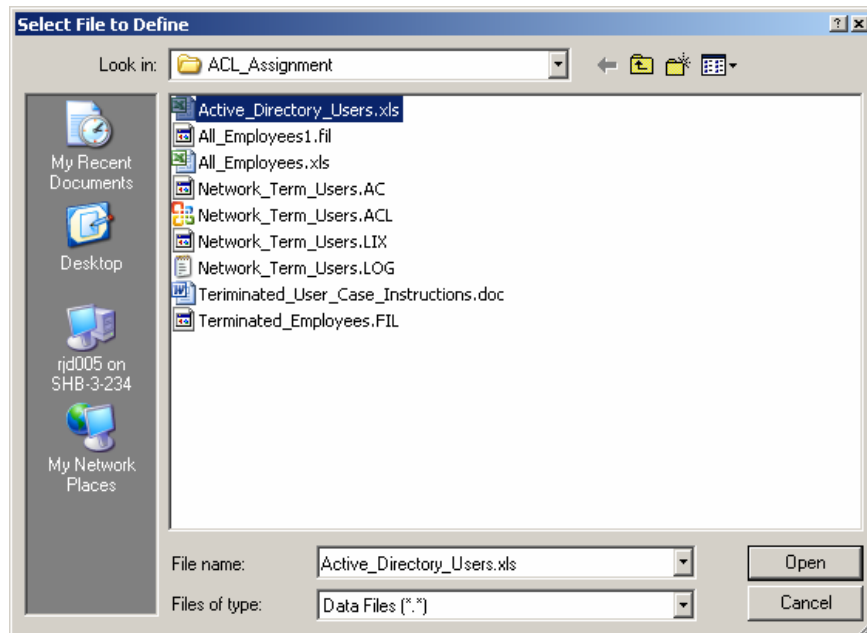 Select File to Define
Look in:
ACL_Assignment
My Recent
Documents
Desktop
rjd005 on
SHB-3-234
My Network
Places
Active_Directory_Users.xls
All_Employees1.fil
All_Employees.xls
Network_Term_Users.AC
Network_Term_Users.ACL
Network_Term_Users.LIX
Network_Term_Users.LOG
Teriminated_User_Case_Instructions.doc
Terminated_Employees.FIL
File name:
Active_Directory_Users.xls
Open
Files of type:
Data Files (*.*)
Cancel